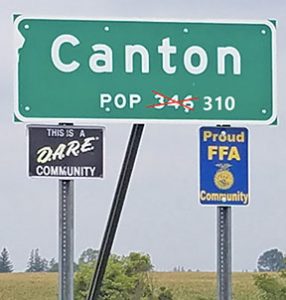 Canton
POP 346 310
THIS IS A
D.A.R.E.
COMMUNITY
Proud
FFA
Community